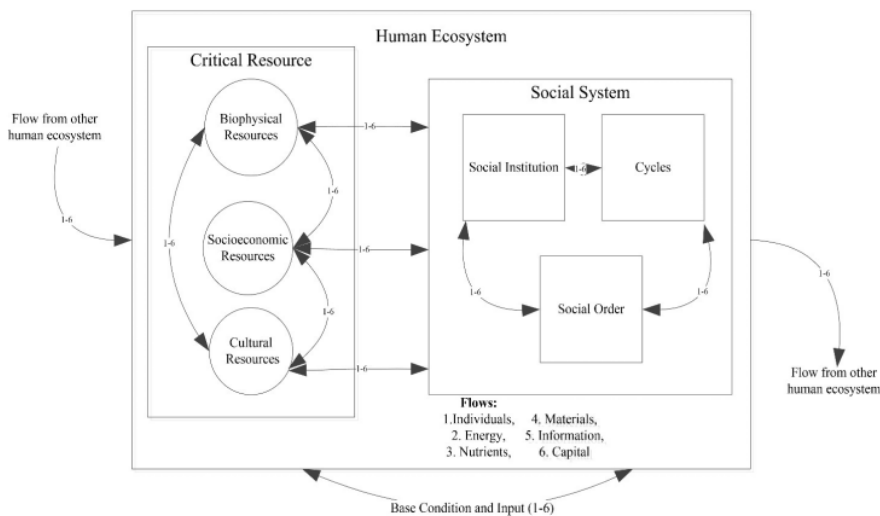 Human Ecosystem
Critical Resource
Social System
Flow from other
human ecosystem
1-6
Biophysical
Resources
1-6
1-6
1-6
Socioeconomic
Resources
1-6
1-6
Cultural
Resources
1-6
Social Institution
1-6
Cycles
1-6
1-6
Social Order
1-6
Flow from other
human ecosystem
Flows:
1.Individuals, 4. Materials,
2. Energy, 5. Information,
3. Nutrients, 6. Capital
Base Condition and Input (1-6)